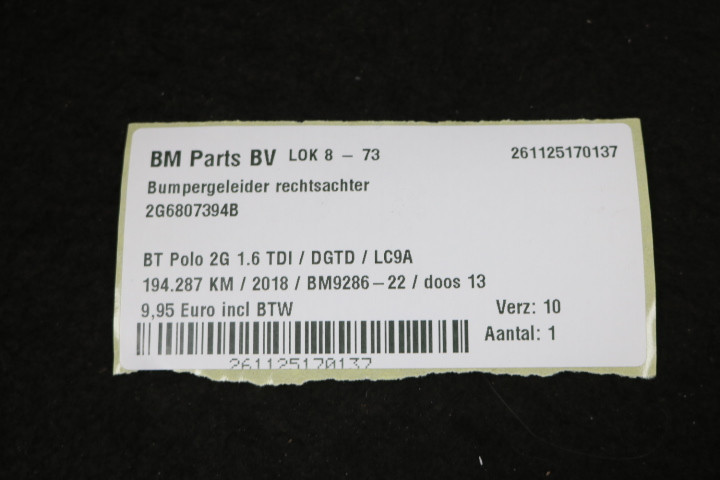 BM Parts BV LOK 8 - 73 261125170137
Bumpergeleider rechtsachter
2G6807394B
BT Polo 2G 1.6 TDI / DGTD / LC9A
194.287 KM / 2018 / BM9286-22 / doos 13
9,95 Euro incl BTW Verz: 10
Aantal: 1
261125170137